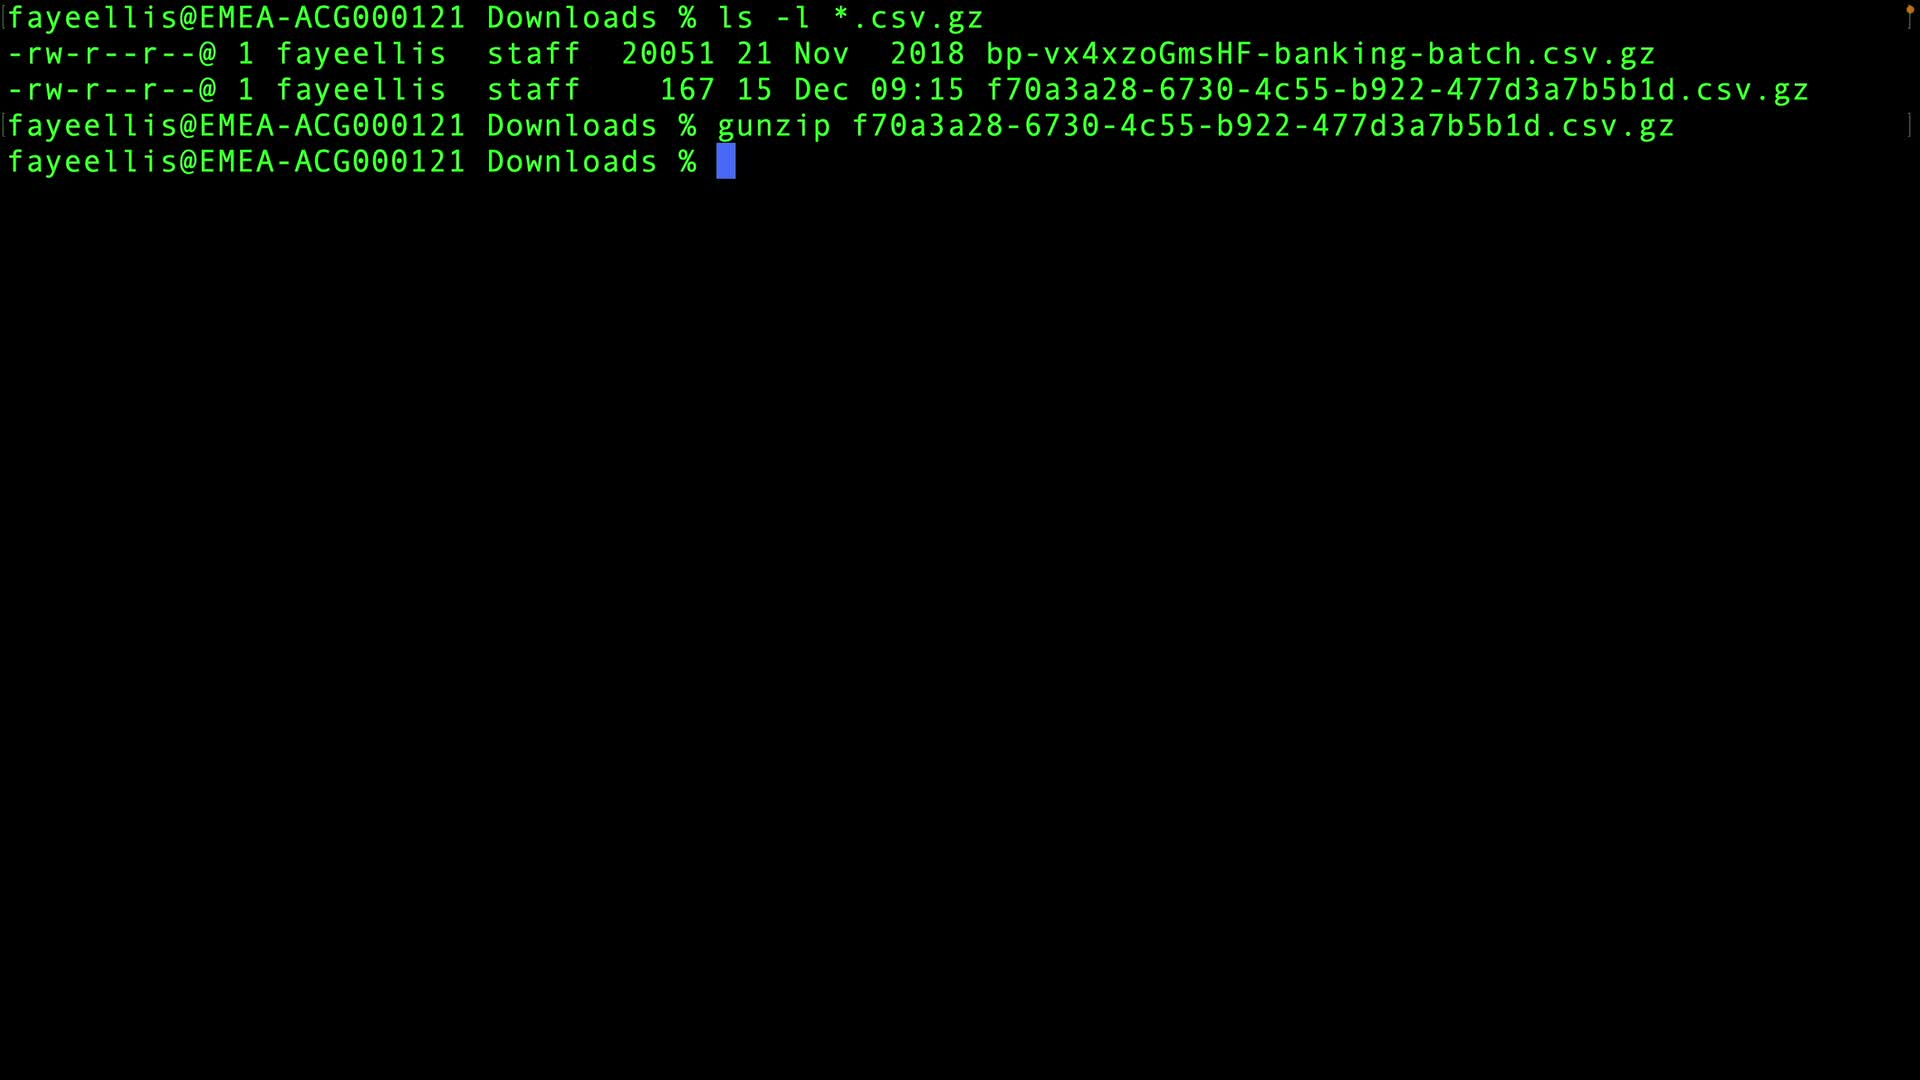 fayeellis@EMEA-ACG000121 Downloads % ls -l *.csv.gz
-rw-r--r--@ 1 fayeellis  staff  20051 21 Nov  2018 bp-vx4xzoGmsHF-banking-batch.csv.gz
-rw-r--r--@ 1 fayeellis  staff    167 15 Dec 09:15 f70a3a28-6730-4c55-b922-477d3a7b5b1d.csv.gz
fayeellis@EMEA-ACG000121 Downloads % gunzip f70a3a28-6730-4c55-b922-477d3a7b5b1d.csv.gz
fayeellis@EMEA-ACG000121 Downloads %